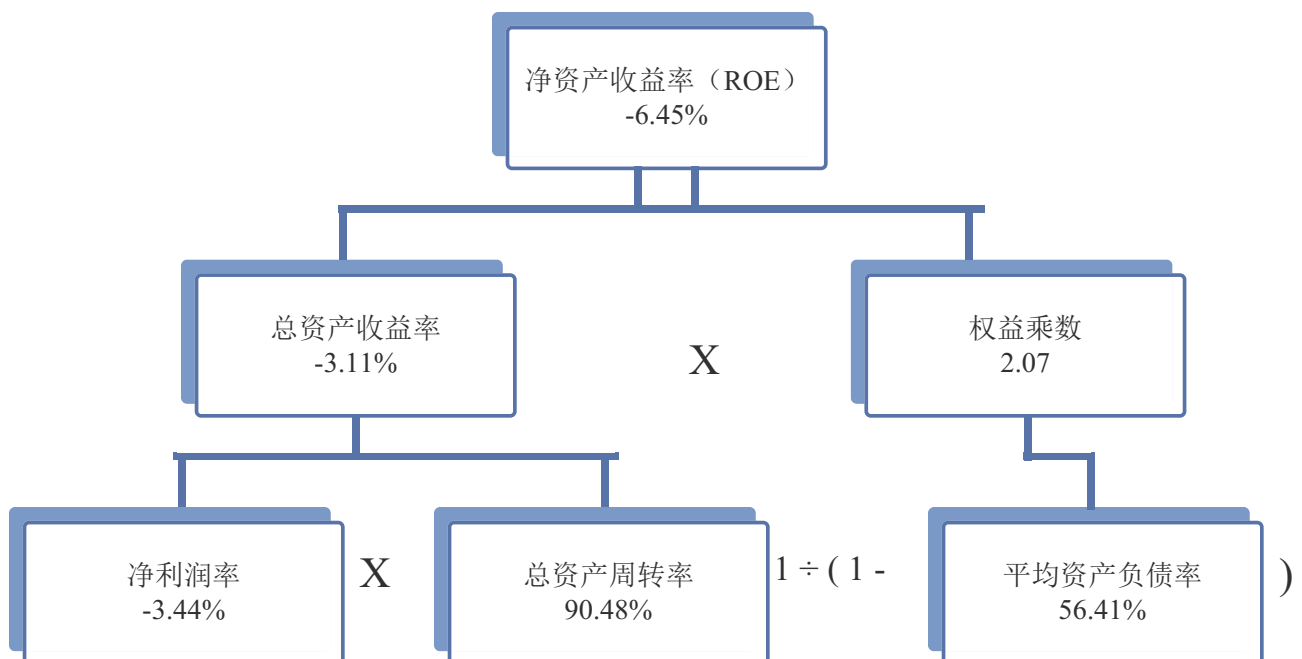 净资产收益率（ROE）
-6.45%
总资产收益率
-3.11%
X
权益乘数
2.07
净利润率
-3.44%
X
总资产周转率
90.48%
1 ÷ ( 1 -
平均资产负债率
56.41%
)